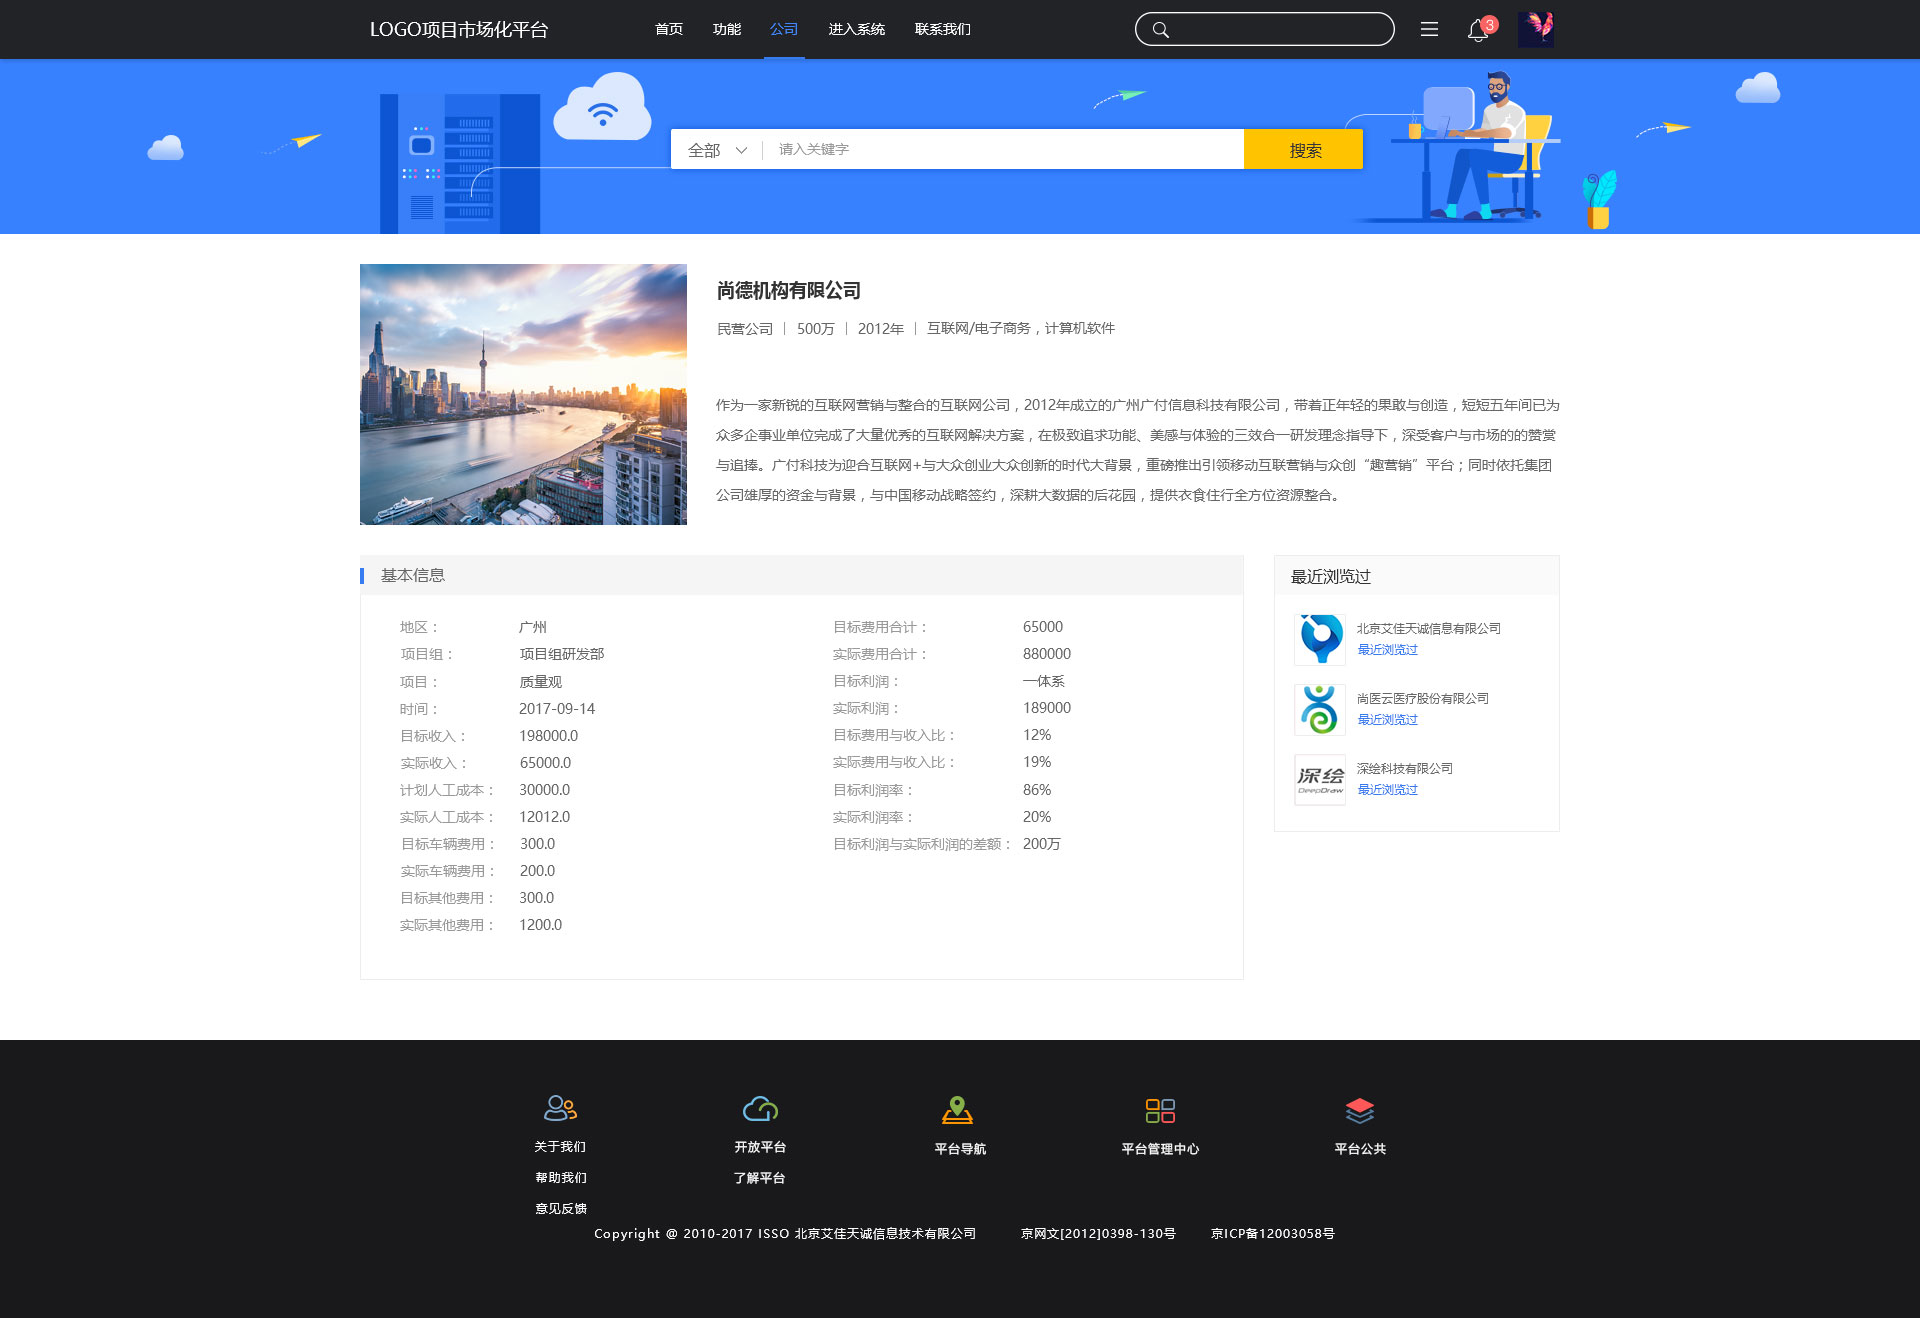 LOGO项目市场化平台
首页 功能 公司 进入系统 联系我们
3
全部 请入关键字 搜索
尚德机构有限公司
民营公司 | 500万 | 2012年 | 互联网/电子商务，计算机软件
作为一家新锐的互联网营销与整合的互联网公司，2012年成立的广州广付信息科技有限公司，带着正年轻的果敢与创造，短短五年间已为
众多企事业单位完成了大量优秀的互联网解决方案，在极致追求功能、美感与体验的三效合一研发理念指导下，深受客户与市场的的赞赏
与追捧。广付科技为迎合互联网+与大众创业大众创新的时代大背景，重磅推出引领移动互联营销与众创“趣营销”平台；同时依托集团
公司雄厚的资金与背景，与中国移动战略签约，深耕大数据的后花园，提供衣食住行全方位资源整合。
基本信息
地区： 广州
项目组： 项目组研发部
项目： 质量观
时间： 2017-09-14
目标收入： 198000.0
实际收入： 65000.0
计划人工成本： 30000.0
实际人工成本： 12012.0
目标车辆费用： 300.0
实际车辆费用： 200.0
目标其他费用： 300.0
实际其他费用： 1200.0
目标费用合计： 65000
实际费用合计： 880000
目标利润： 一体系
实际利润： 189000
目标费用与收入比： 12%
实际费用与收入比： 19%
目标利润率： 86%
实际利润率： 20%
目标利润与实际利润的差额： 200万
最近浏览过
北京艾佳天诚信息有限公司
最近浏览过
尚医云医疗股份有限公司
最近浏览过
深绘
DeepDraw
深绘科技有限公司
最近浏览过
关于我们
帮助我们
意见反馈
开放平台
了解平台
平台导航
平台管理中心
平台公共
Copyright @ 2010-2017 ISSO 北京艾佳天诚信息技术有限公司 京网文[2012]0398-130号 京ICP备12003058号